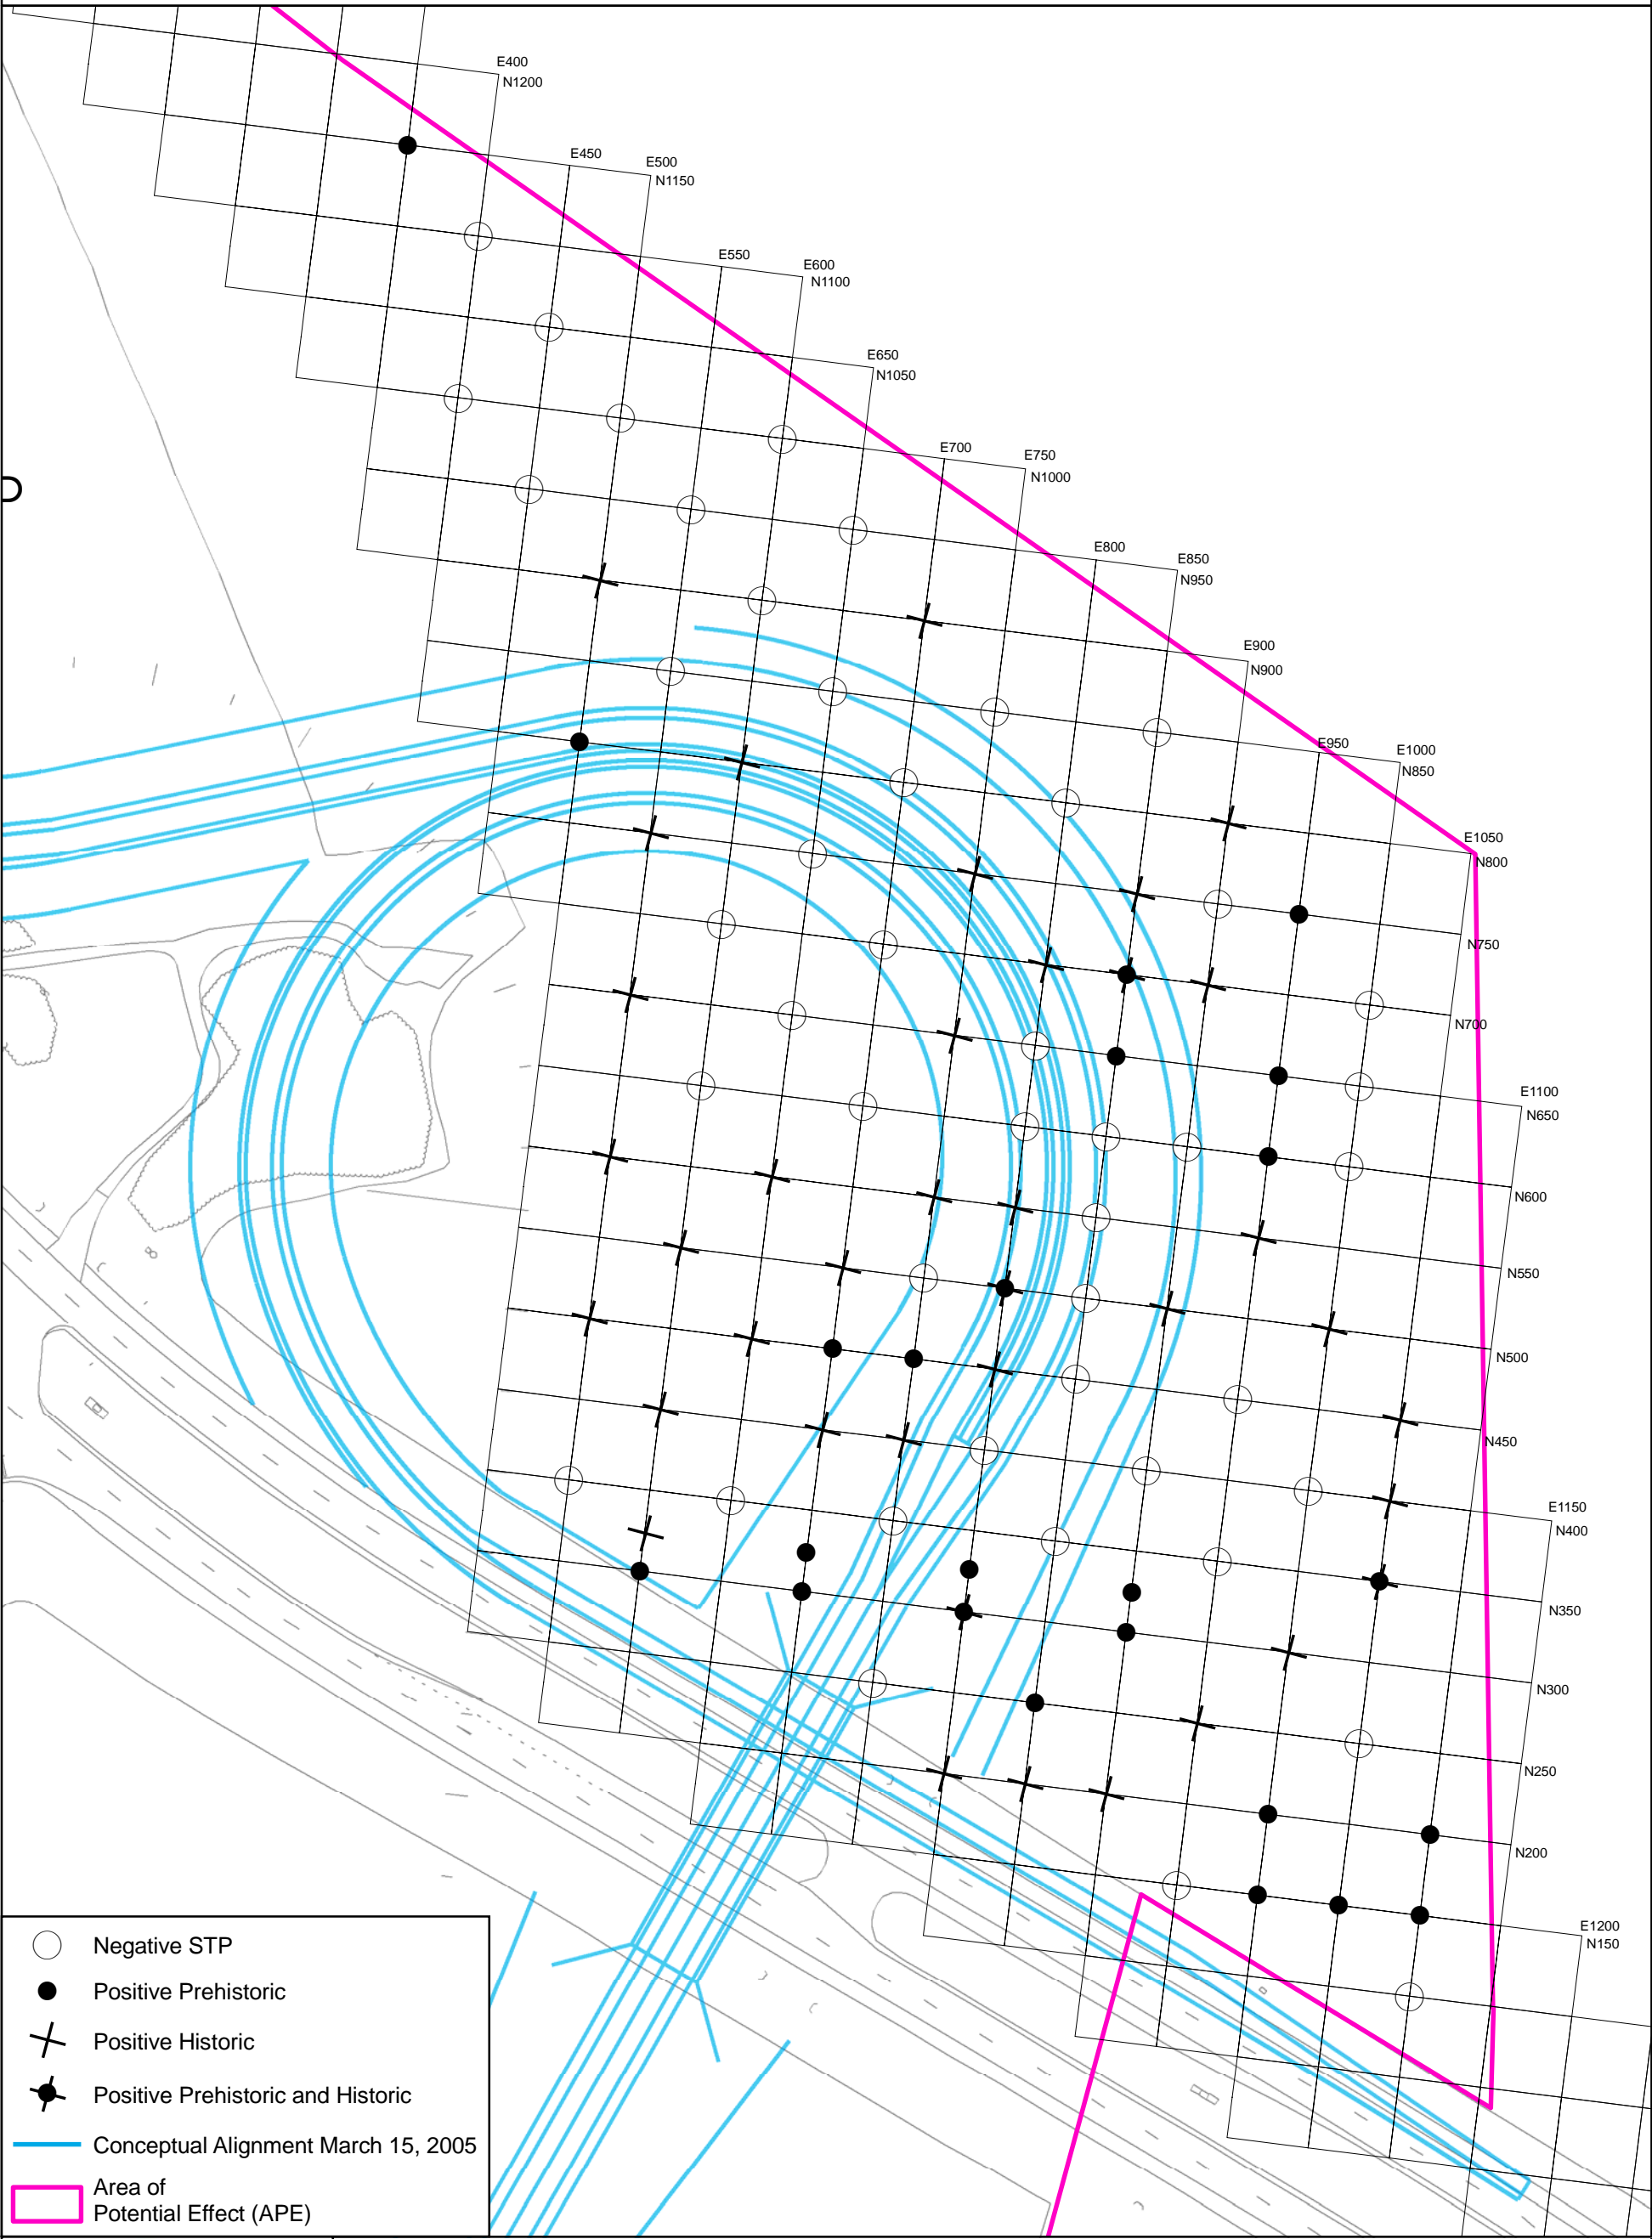 E400
N1200
E450
E500
N1150
E550
E600
N1100
E650
N1050
E700
E750
N1000
E800
E850
N950
E900
N900
E950
E1000
N850
E1050
N800
N750
N700
E1100
N650
N600
N550
N500
N450
E1150
N400
N350
N300
N250
N200
E1200
N150
Negative STP
Positive Prehistoric
Positive Historic
Positive Prehistoric and Historic
Conceptual Alignment March 15, 2005
Area of
Potential Effect (APE)